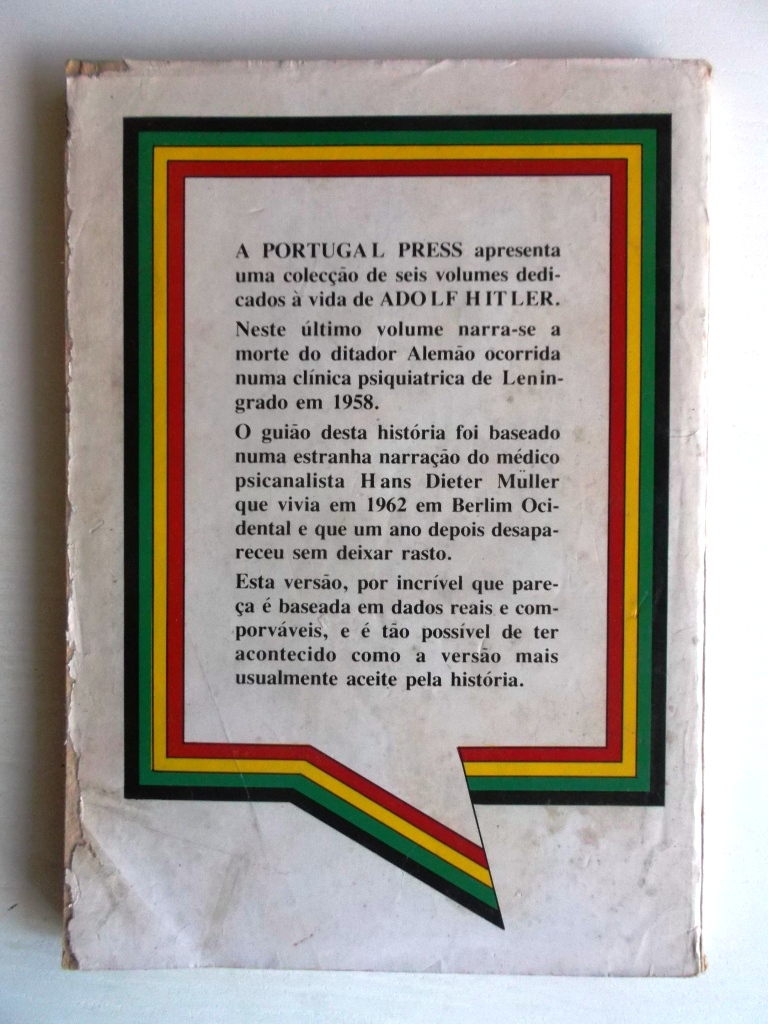 A PORTUGAL PRESS apresenta
uma colecção de seis volumes dedi-
cados à vida de ADOLF HITLER.
Neste último volume narra-se a
morte do ditador Alemão ocorrida
numa clínica psiquiatrica de Lenin-
grado em 1958.
O guião desta história foi baseado
numa estranha narração do médico
psicanalista Hans Dieter Muller
que vivia em 1962 em Berlim Oci-
dental e que um ano depois desapa-
receu sem deixar rasto.
Esta versão, por incrível que pare-
ça é baseada em dados reais e com-
porváveis, e é tão possível de ter
acontecido como a versão mais
usualmente aceite pela história.